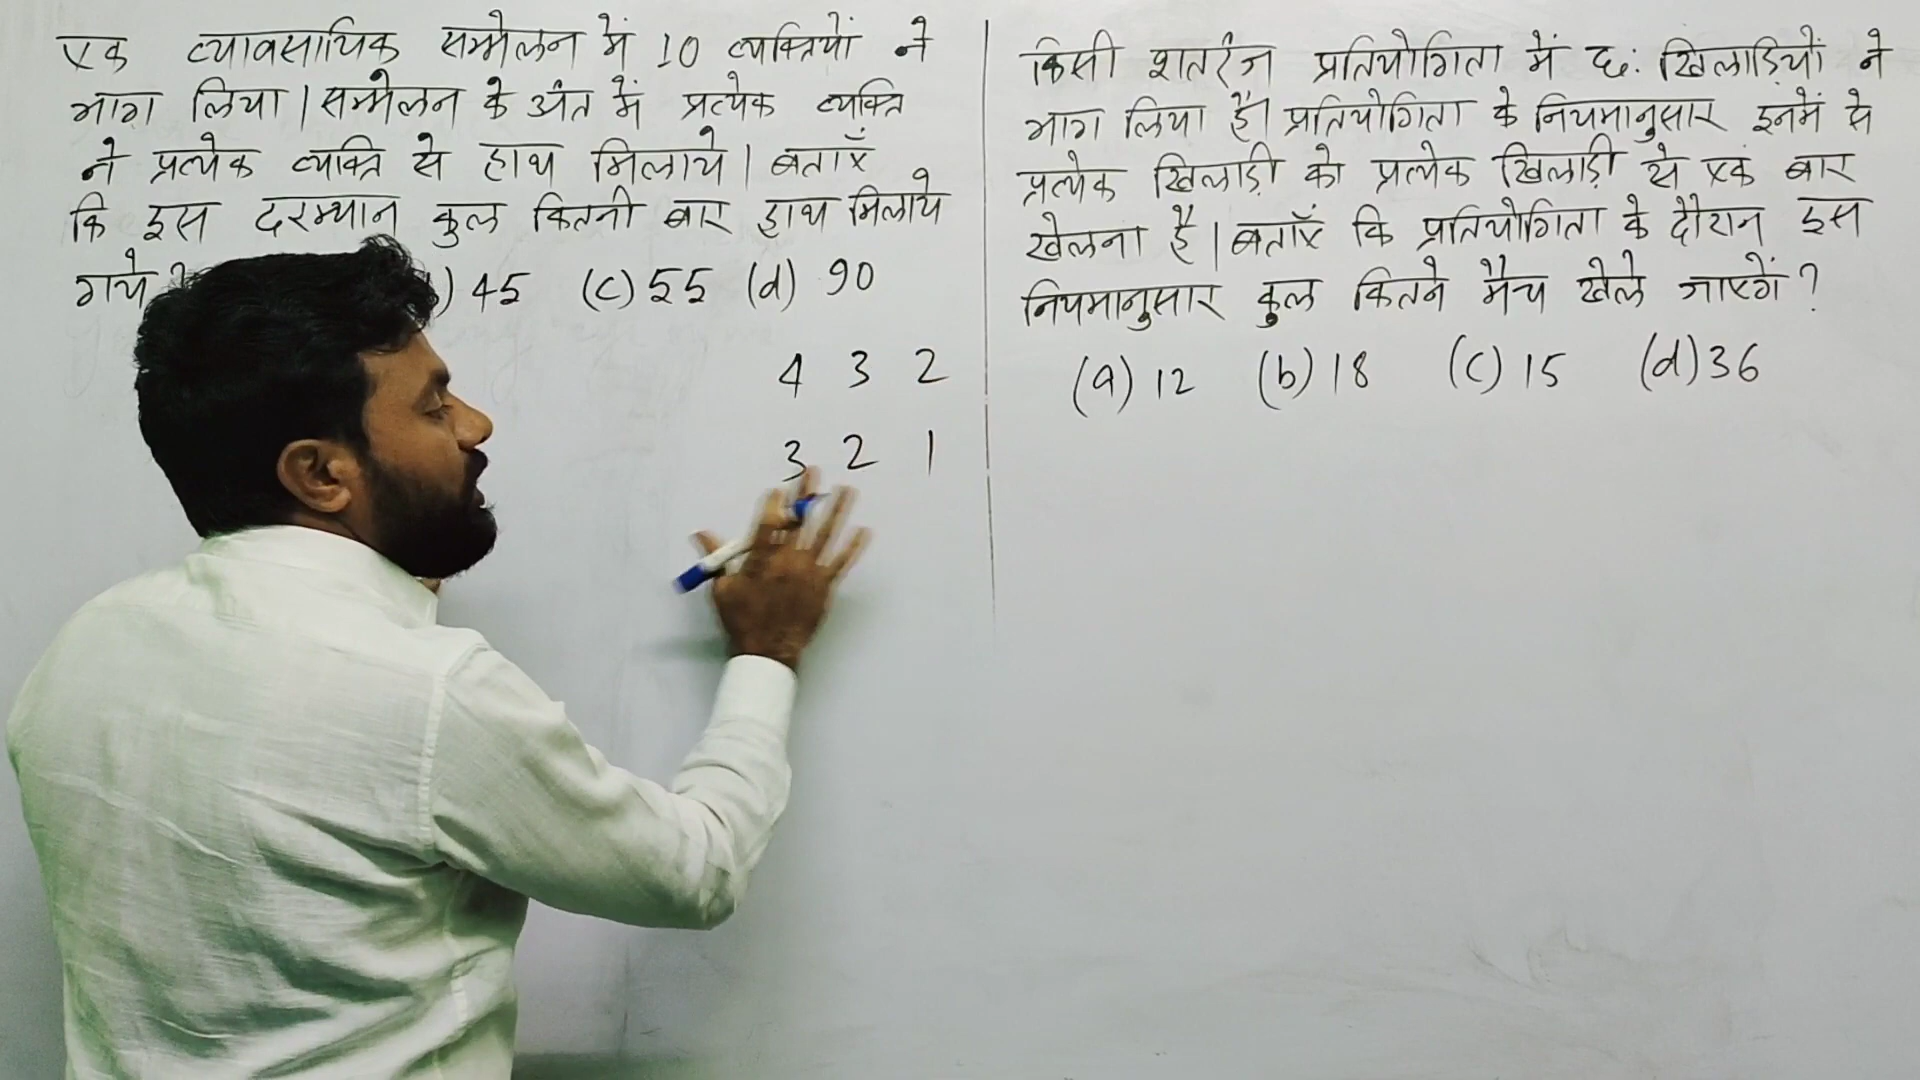 एक व्यावसायिक सम्मेलन में 10 व्यक्तियों ने
भाग लिया। सम्मेलन के अंत में प्रत्येक व्यक्ति
ने प्रत्येक व्यक्ति से हाथ मिलाये। बताएँ
कि इस दरम्यान कुल कितनी बार हाथ मिलाये
गये? ) 45 (c) 55 (d) 90
4 3 2
3 2 1
किसी शतरंज प्रतियोगिता में छ: खिलाड़ियों ने
भाग लिया है। प्रतियोगिता के नियमानुसार इनमें से
प्रत्येक खिलाड़ी को प्रत्येक खिलाड़ी से एक बार
खेलना है। बताएँ कि प्रतियोगिता के दौरान इस
नियमानुसार कुल कितने मैच खेले जाएगें?
(a) 12 (b) 18 (c) 15 (d) 36